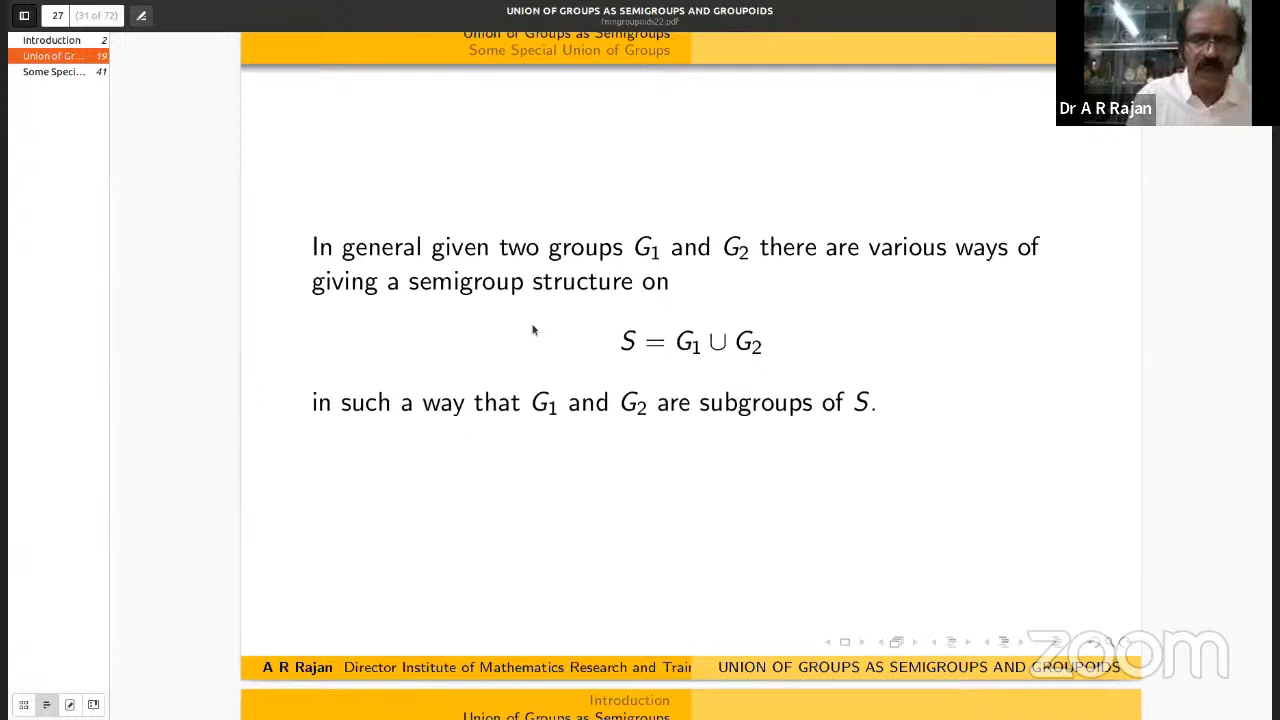 UNION OF GROUPS AS SEMIGROUPS AND GROUPOIDS
fmngroupoids22.pdf
27 (31 of 72)
Introduction 2
Union of Gr... 19
Some Speci... 41
Union of Groups as Semigroups
Some Special Union of Groups
Dr A R Rajan
In general given two groups G1 and G2 there are various ways of
giving a semigroup structure on
S = G1 ∪ G2
in such a way that G1 and G2 are subgroups of S.
zoom
A R Rajan Director Institute of Mathematics Research and Trai UNION OF GROUPS AS SEMIGROUPS AND GROUPOIDS
Introduction
Union of Groups as Semigroups